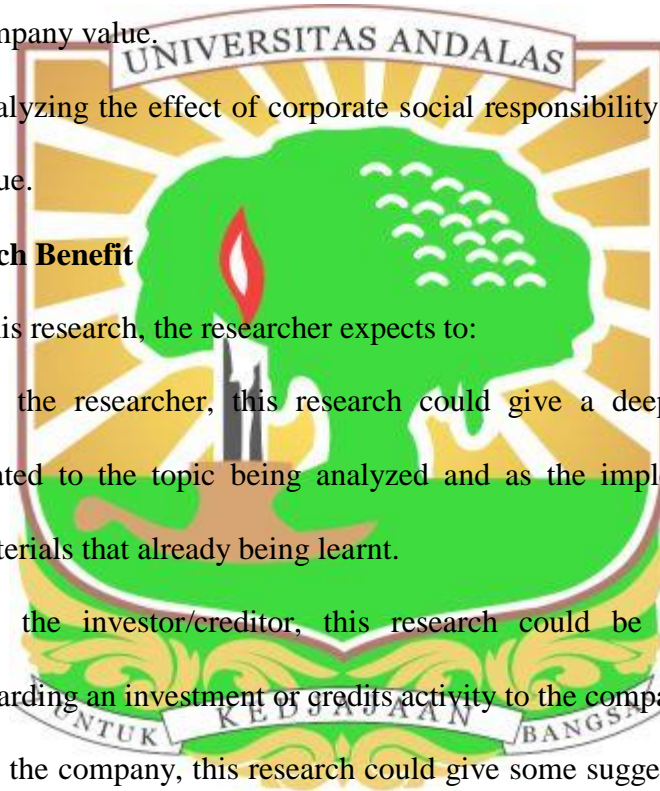 mpany value.
UNIVERSITAS ANDALAS
alyzing the effect of corporate social responsibility
ue.
ch Benefit
is research, the researcher expects to:
the researcher, this research could give a deep
ated to the topic being analyzed and as the imple
terials that already being learnt.
the investor/creditor, this research could be
arding an investment or credits activity to the compa
UNTUK KEDJAJAAN BANGSA
the company, this research could give some sugge